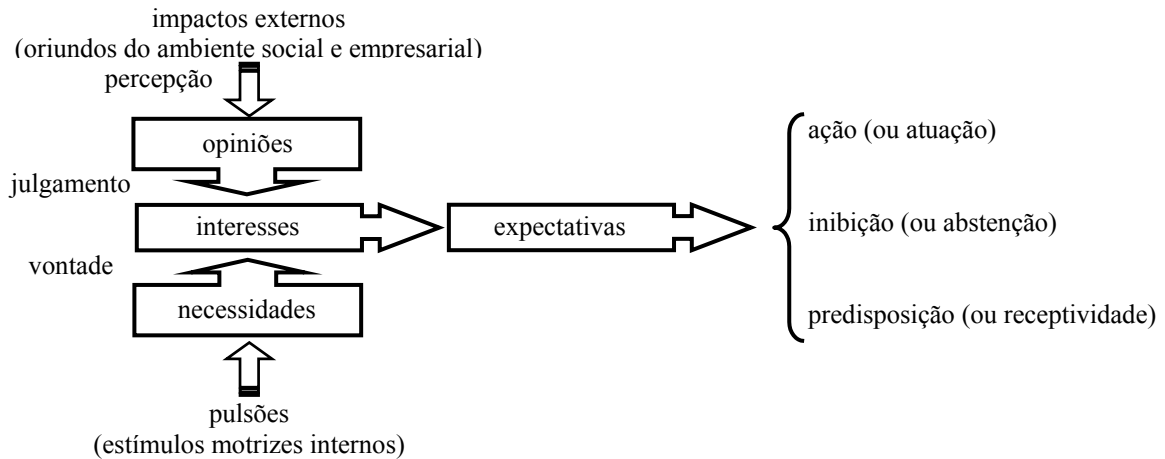 impactos externos
(oriundos do ambiente social e empresarial)
percepção
opiniões
julgamento
interesses
vontade
necessidades
pulsões
(estímulos motrizes internos)
expectativas
ação (ou atuação)
inibição (ou abstenção)
predisposição (ou receptividade)